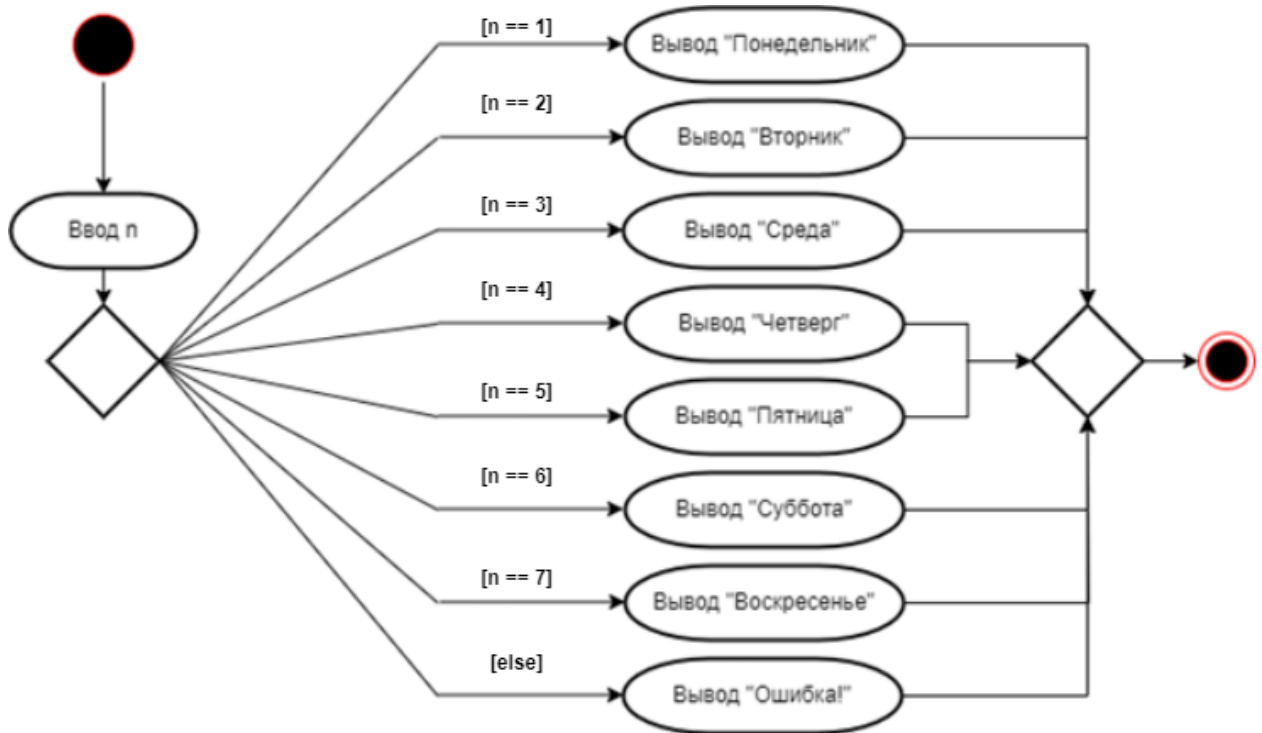 [n == 1]
Вывод "Понедельник"
[n == 2]
Вывод "Вторник"
Ввод n
[n == 3]
Вывод "Среда"
[n == 4]
Вывод "Четверг"
[n == 5]
Вывод "Пятница"
[n == 6]
Вывод "Суббота"
[n == 7]
Вывод "Воскресенье"
[else]
Вывод "Ошибка!"